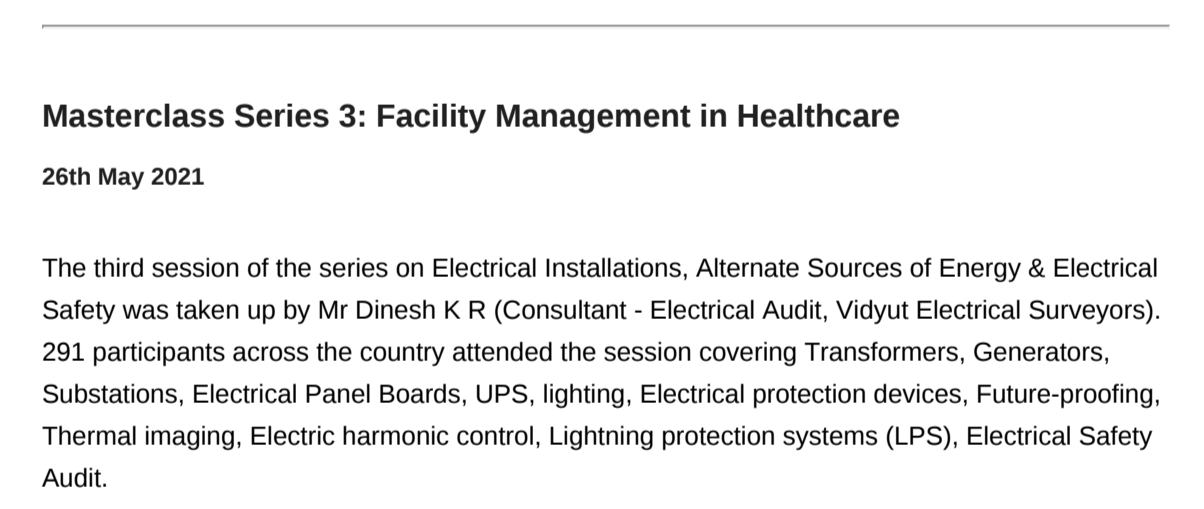 Masterclass Series 3: Facility Management in Healthcare
26th May 2021
The third session of the series on Electrical Installations, Alternate Sources of Energy & Electrical
Safety was taken up by Mr Dinesh K R (Consultant - Electrical Audit, Vidyut Electrical Surveyors).
291 participants across the country attended the session covering Transformers, Generators,
Substations, Electrical Panel Boards, UPS, lighting, Electrical protection devices, Future-proofing,
Thermal imaging, Electric harmonic control, Lightning protection systems (LPS), Electrical Safety
Audit.